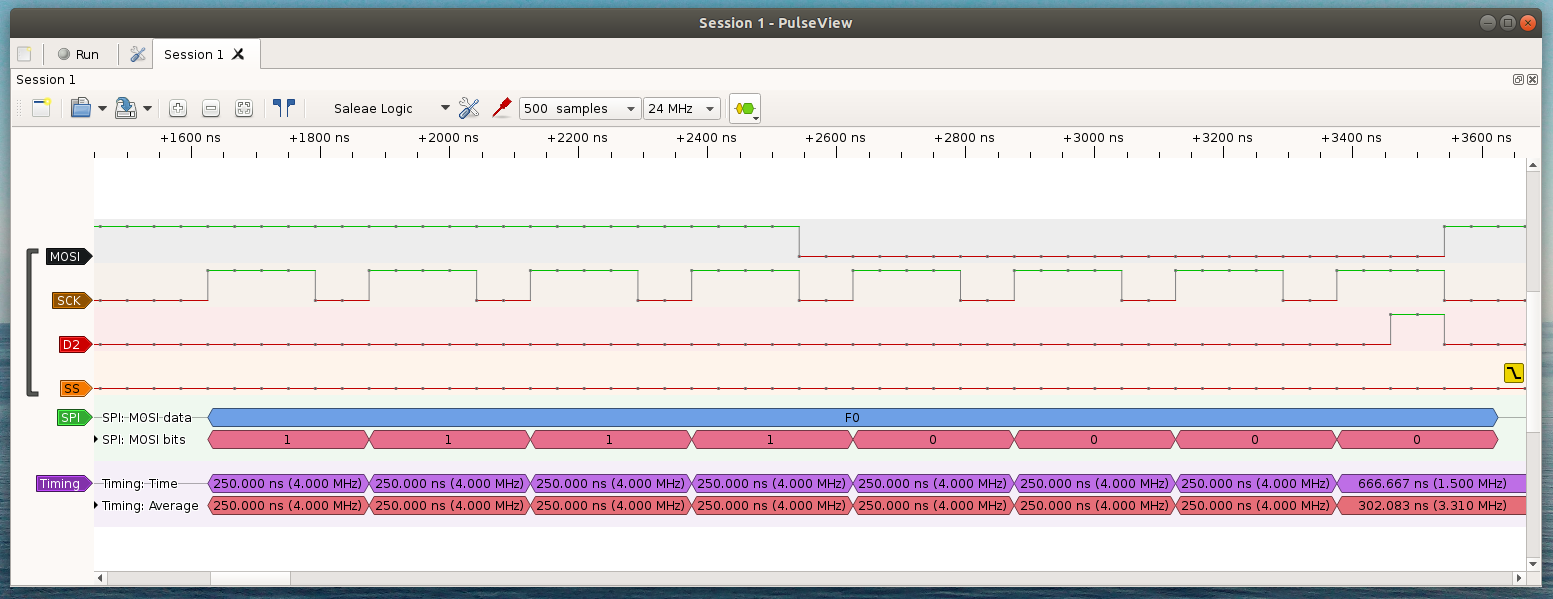 Session 1 - PulseView
Run Session 1
Session 1
Saleae Logic 500 samples 24 MHz
+1600 ns +1800 ns +2000 ns +2200 ns +2400 ns +2600 ns +2800 ns +3000 ns +3200 ns +3400 ns +3600 ns
MOSI
SCK
D2
SS
SPI SPI: MOSI data F0
SPI: MOSI bits 1 1 1 1 0 0 0 0
Timing Timing: Time 250.000 ns (4.000 MHz) 250.000 ns (4.000 MHz) 250.000 ns (4.000 MHz) 250.000 ns (4.000 MHz) 250.000 ns (4.000 MHz) 250.000 ns (4.000 MHz) 250.000 ns (4.000 MHz) 666.667 ns (1.500 MHz)
Timing: Average 250.000 ns (4.000 MHz) 250.000 ns (4.000 MHz) 250.000 ns (4.000 MHz) 250.000 ns (4.000 MHz) 250.000 ns (4.000 MHz) 250.000 ns (4.000 MHz) 250.000 ns (4.000 MHz) 302.083 ns (3.310 MHz)